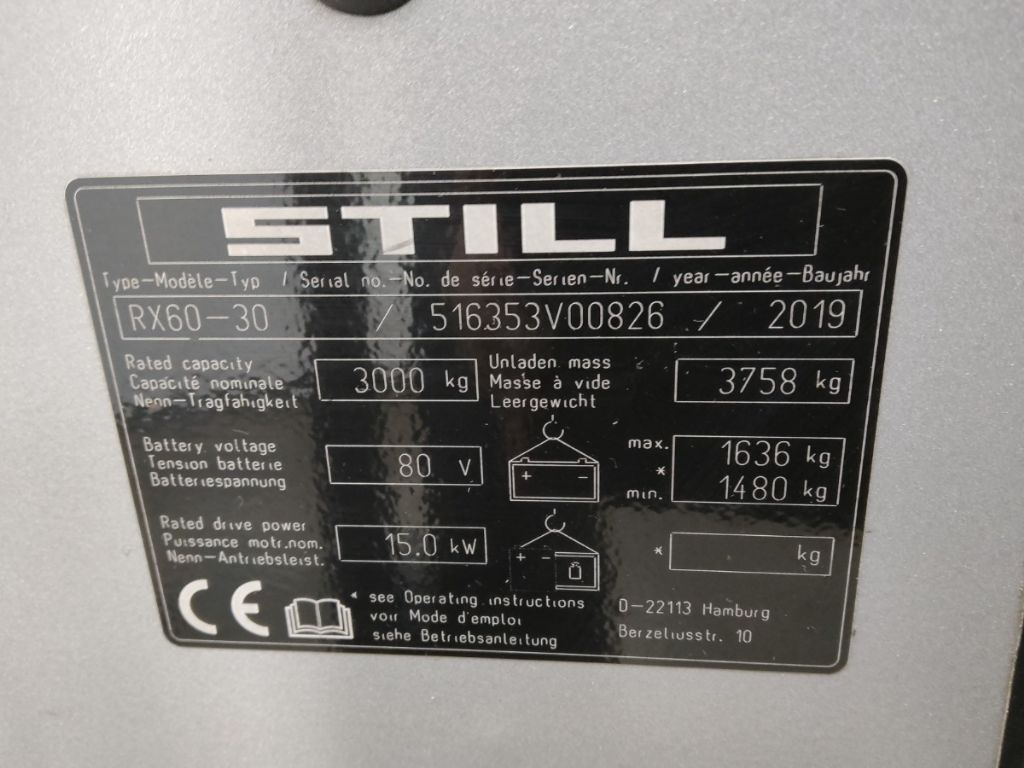 STILL
Type-Modèle-Typ / Serial no.-No. de série-Serien-Nr. / year-année-Baujahr
RX60-30 / 516353V00826 / 2019
Rated capacity
Capacité nominale
Nenn-Tragfähigkeit
3000 kg
Unladen mass
Masse à vide
Leergewicht
3758 kg
Battery voltage
Tension batterie
Batteriespannung
80 V
+ -
max. 1636 kg
*
min. 1480 kg
Rated drive power
Puissance motr.nom.
Nenn-Antriebsleist.
15.0 kW
+ -
* kg
CE
see Operating instructions
voir Mode d'emploi
siehe Betriebsanleitung
D-22113 Hamburg
Berzeliusstr. 10